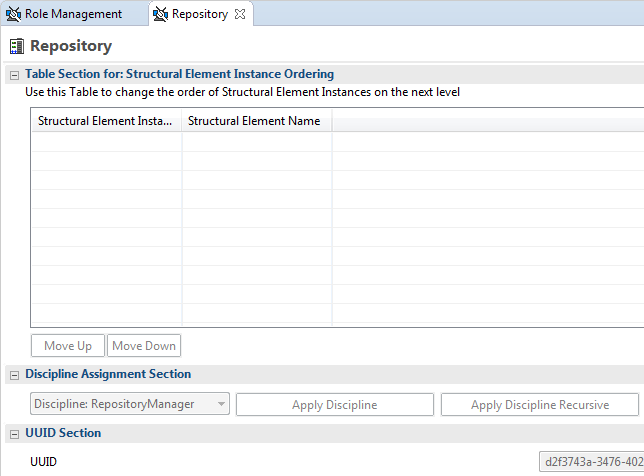 Role Management Repository
Repository
Table Section for: Structural Element Instance Ordering
Use this Table to change the order of Structural Element Instances on the next level
Structural Element Insta... Structural Element Name
Move Up Move Down
Discipline Assignment Section
Discipline: RepositoryManager Apply Discipline Apply Discipline Recursive
UUID Section
UUID d2f3743a-3476-402